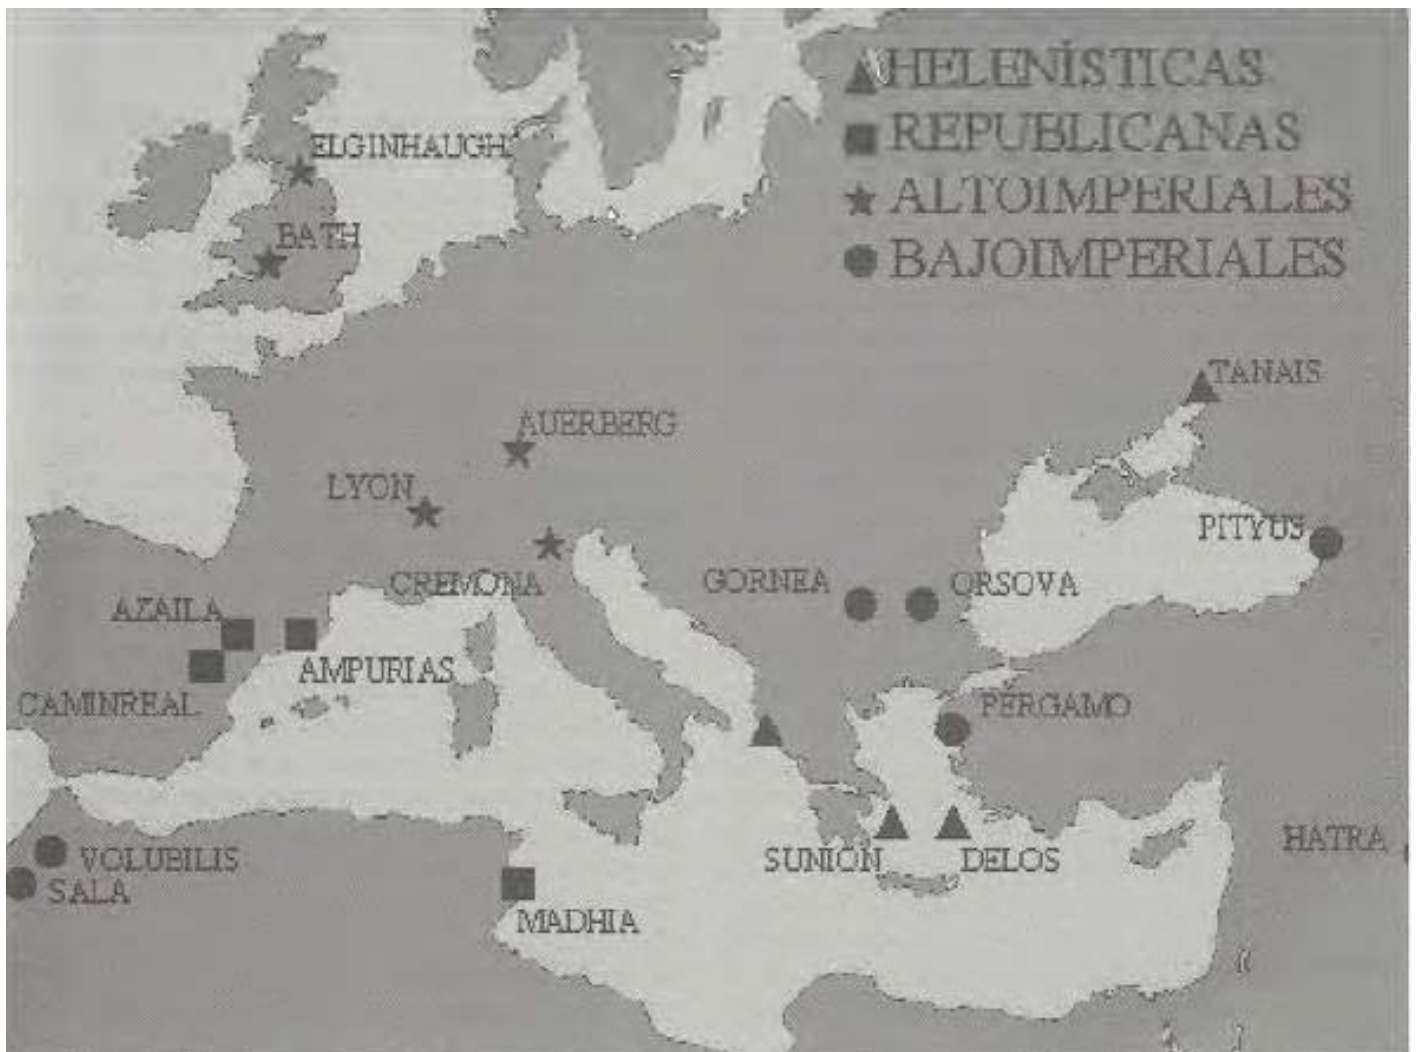 HELENÍSTICAS
REPUBLICANAS
ALTOIMPERIALES
BAJOIMPERIALES
ELGINHAUGH
BATH
TANAIS
AUERBERG
LYON
PITYUS
CREMONA
GORNEA
ORSOVA
AZAILA
AMPURIAS
CAMINREAL
PÉRGAMO
HATRA
VOLUBILIS
SUNIÓN
DELOS
SALA
MADHIA